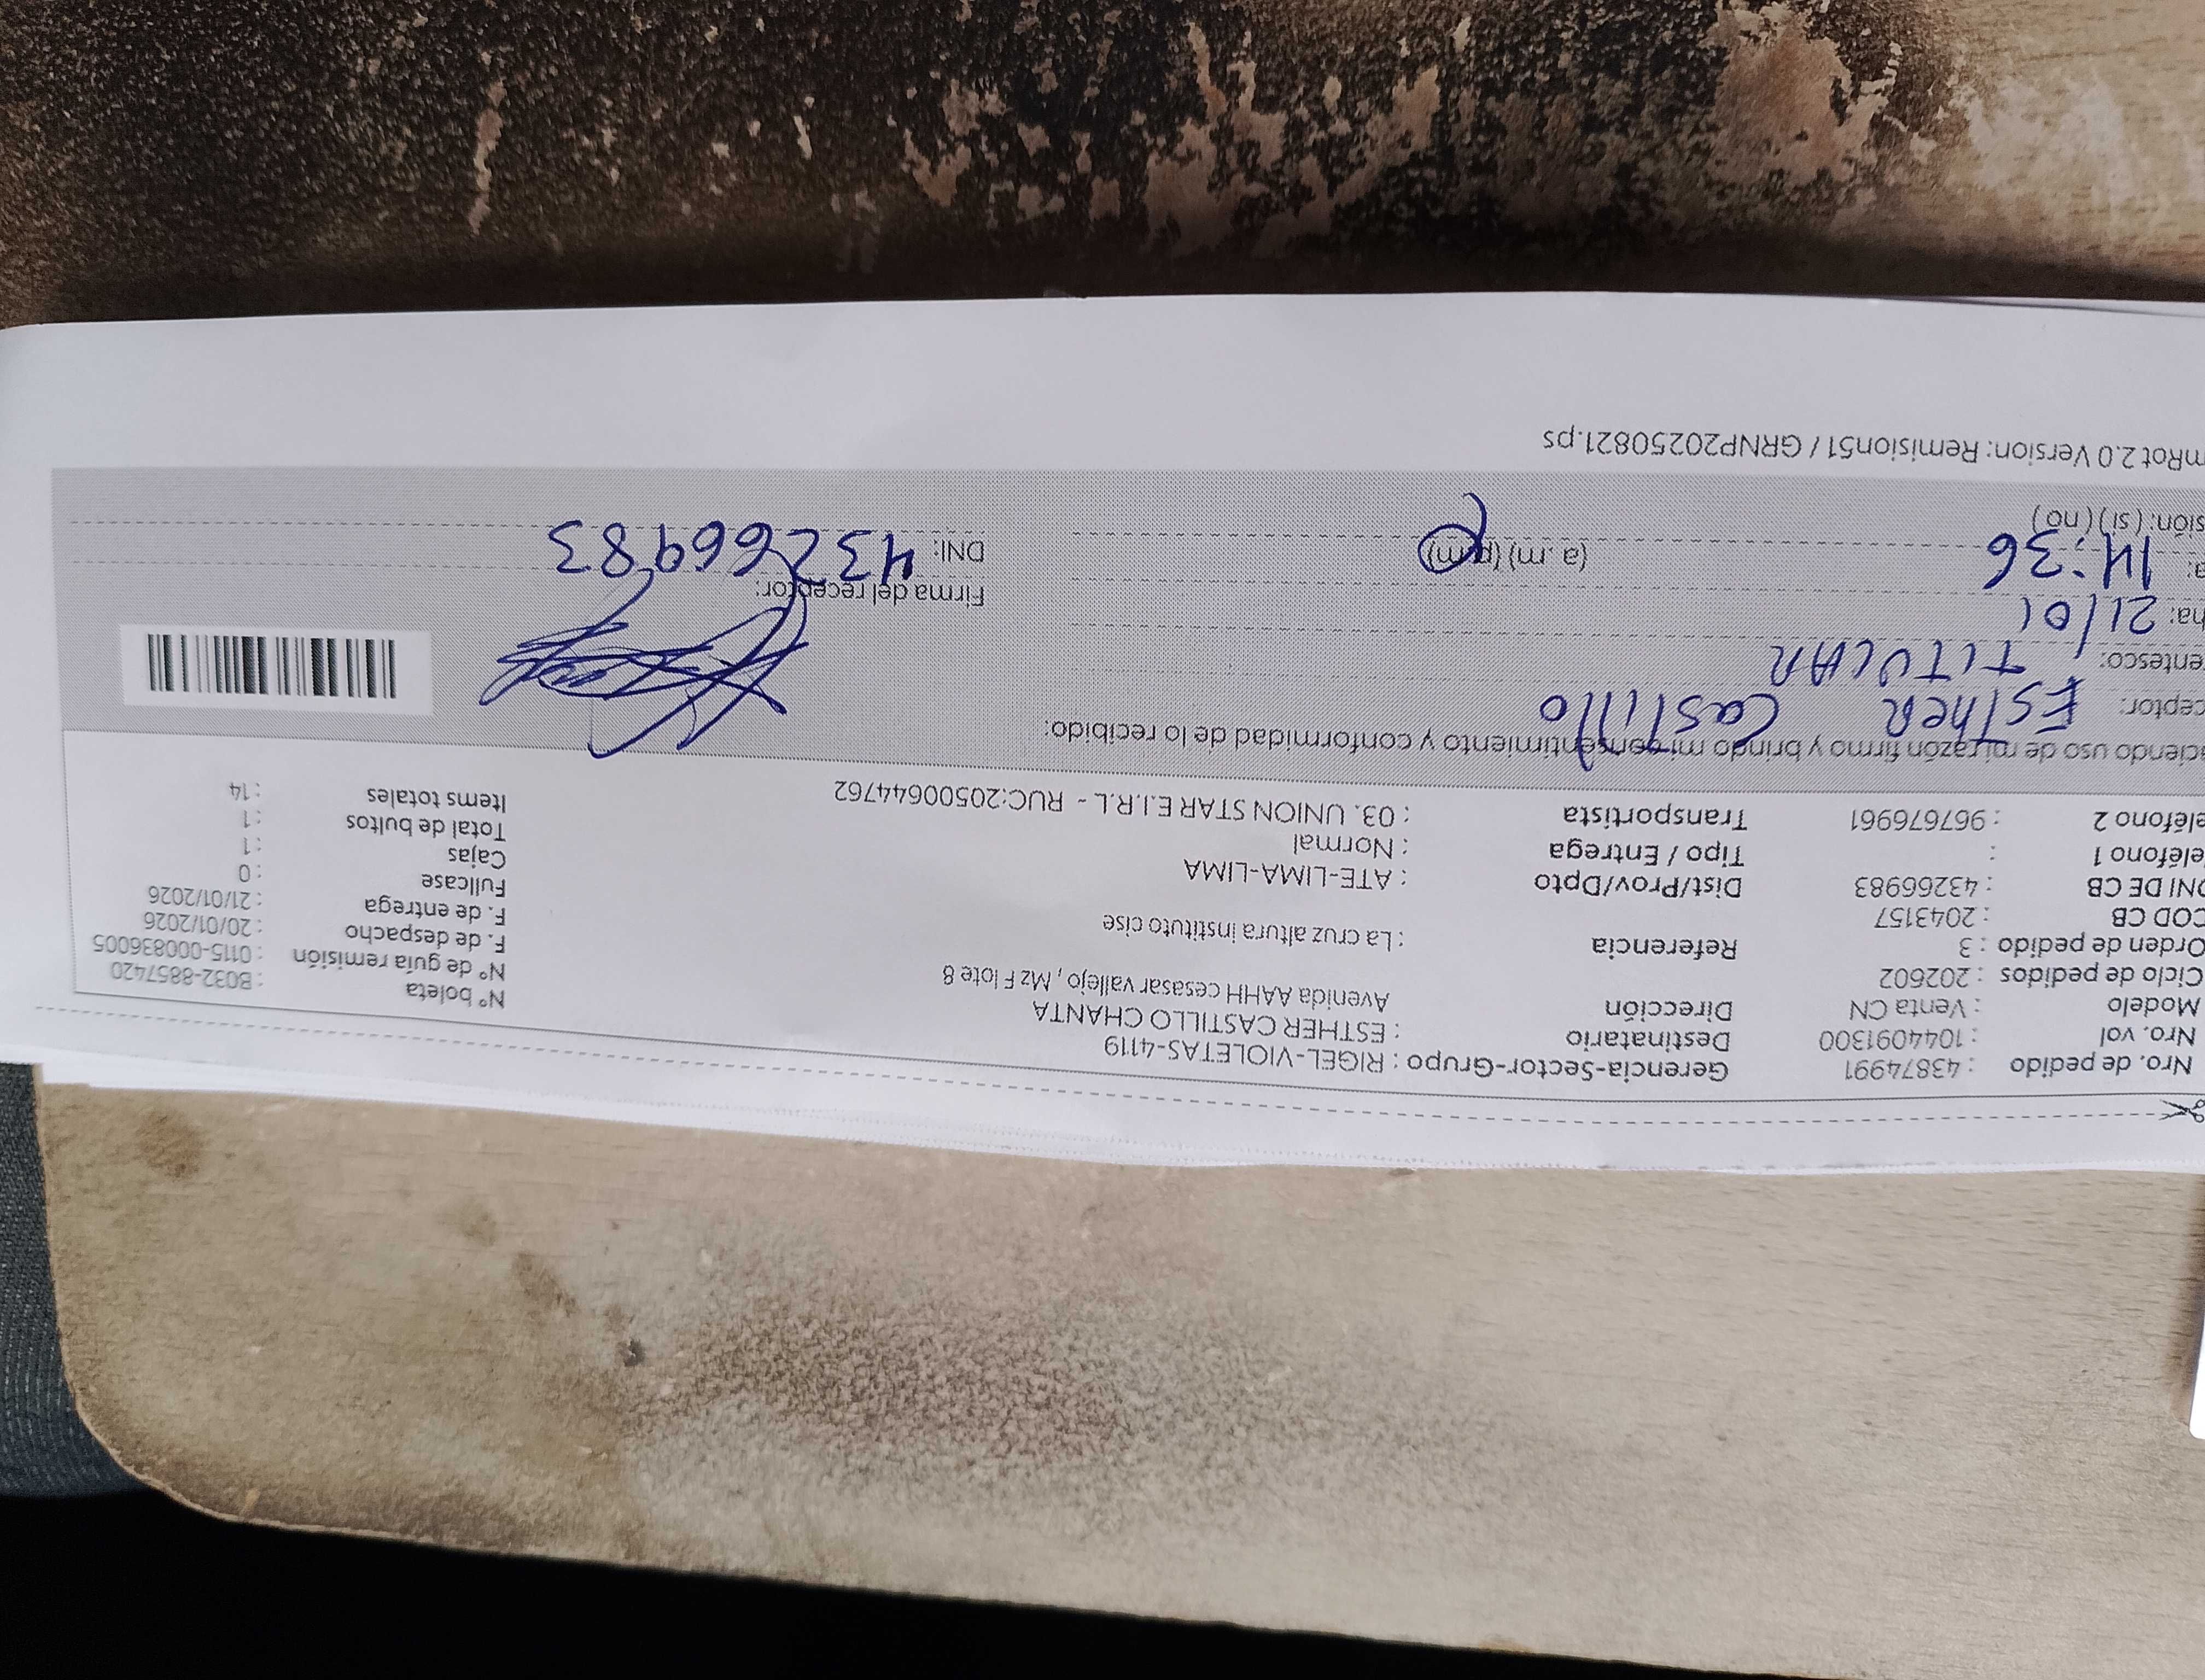 Nro. de pedido : 43874991 Gerencia-Sector-Grupo : RIGEL-VIOLETAS-4119
Nro. vol : 1044091300 Destinatario : ESTHER CASTILLO CHANTA
Modelo : Venta CN Dirección Avenida AAHH cesasar vallejo , Mz F lote 8
Ciclo de pedidos : 202602
Orden de pedido : 3 Referencia : La cruz altura instituto cise
COD CB : 2043157
DNI DE CB : 43266983 Dist/Prov/Dpto : ATE-LIMA-LIMA
eléfono 1 : Tipo / Entrega : Normal
eléfono 2 : 967676961 Transportista : 03. UNION STAR E.I.R.L - RUC:20500644762
Nº boleta : B032-8857420
Nº de guía remisión : 0115-000836005
F. de despacho : 20/01/2026
F. de entrega : 21/01/2026
Fullcase : 0
Cajas : 1
Total de bultos : 1
Items totales : 14
aciendo uso de mi razón firmo y brindo mi consentimiento y conformidad de lo recibido:
ceptor: EsTheR CasTillo
entesco: TITULAR
ha: 21/01
a: 14:36 (a. m) (p.m)
sión: (si) (no)
Firma del receptor:
DNI: 43266983
mRot 2.0 Version: Remision51 / GRNP20250821.ps